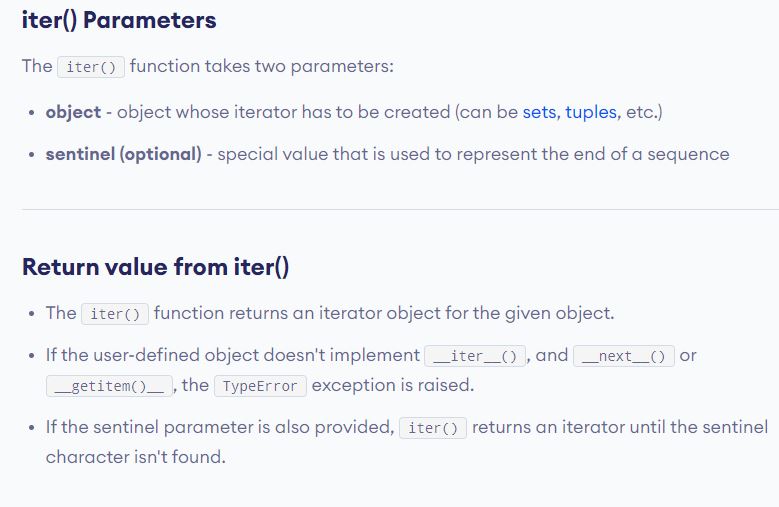 iter() Parameters
The iter() function takes two parameters:
• object - object whose iterator has to be created (can be sets, tuples, etc.)
• sentinel (optional) - special value that is used to represent the end of a sequence
Return value from iter()
• The iter() function returns an iterator object for the given object.
• If the user-defined object doesn't implement __iter__(), and __next__() or
__getitem()__, the TypeError exception is raised.
• If the sentinel parameter is also provided, iter() returns an iterator until the sentinel
character isn't found.